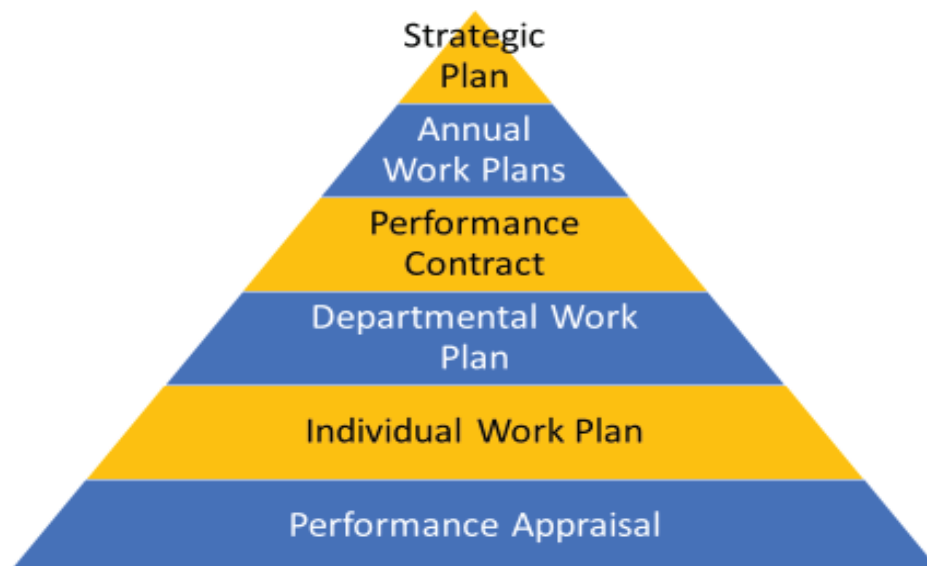 Strategic
Plan
Annual
Work Plans
Performance
Contract
Departmental Work
Plan
Individual Work Plan
Performance Appraisal